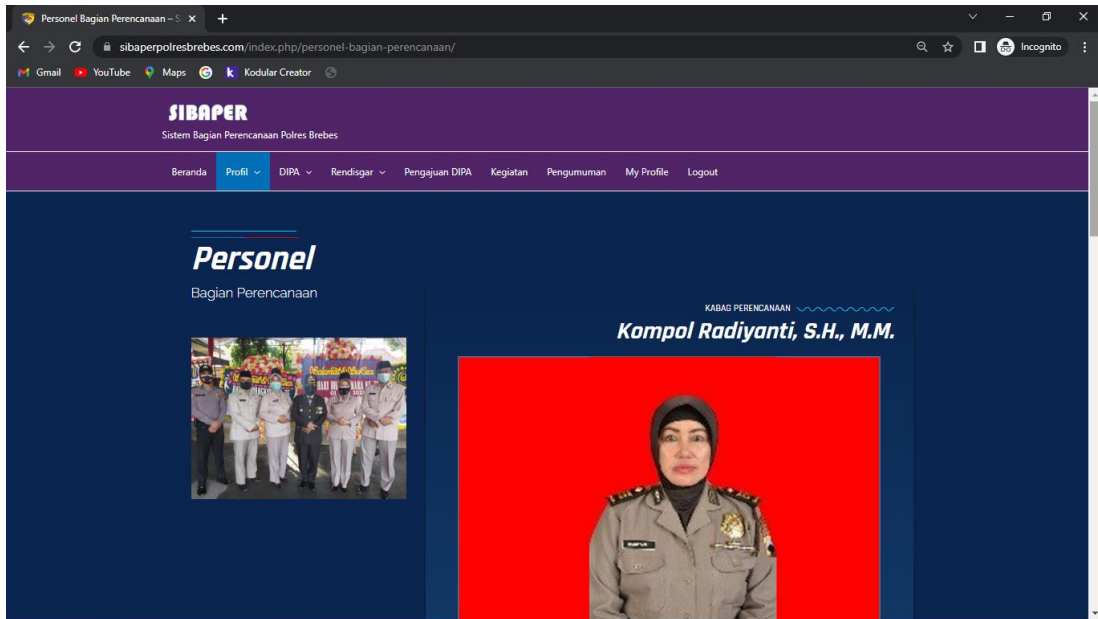 Personel Bagian Perencanaan – S
sibaperpolresbrebes.com/index.php/personel-bagian-perencanaan/
Incognito
Gmail YouTube Maps Kodular Creator
SIBAPER
Sistem Bagian Perencanaan Polres Brebes
Beranda Profil DIPA Rendisgar Pengajuan DIPA Kegiatan Pengumuman My Profile Logout
Personel
Bagian Perencanaan
KABAG PERENCANAAN
Kompol Radiyanti, S.H., M.M.